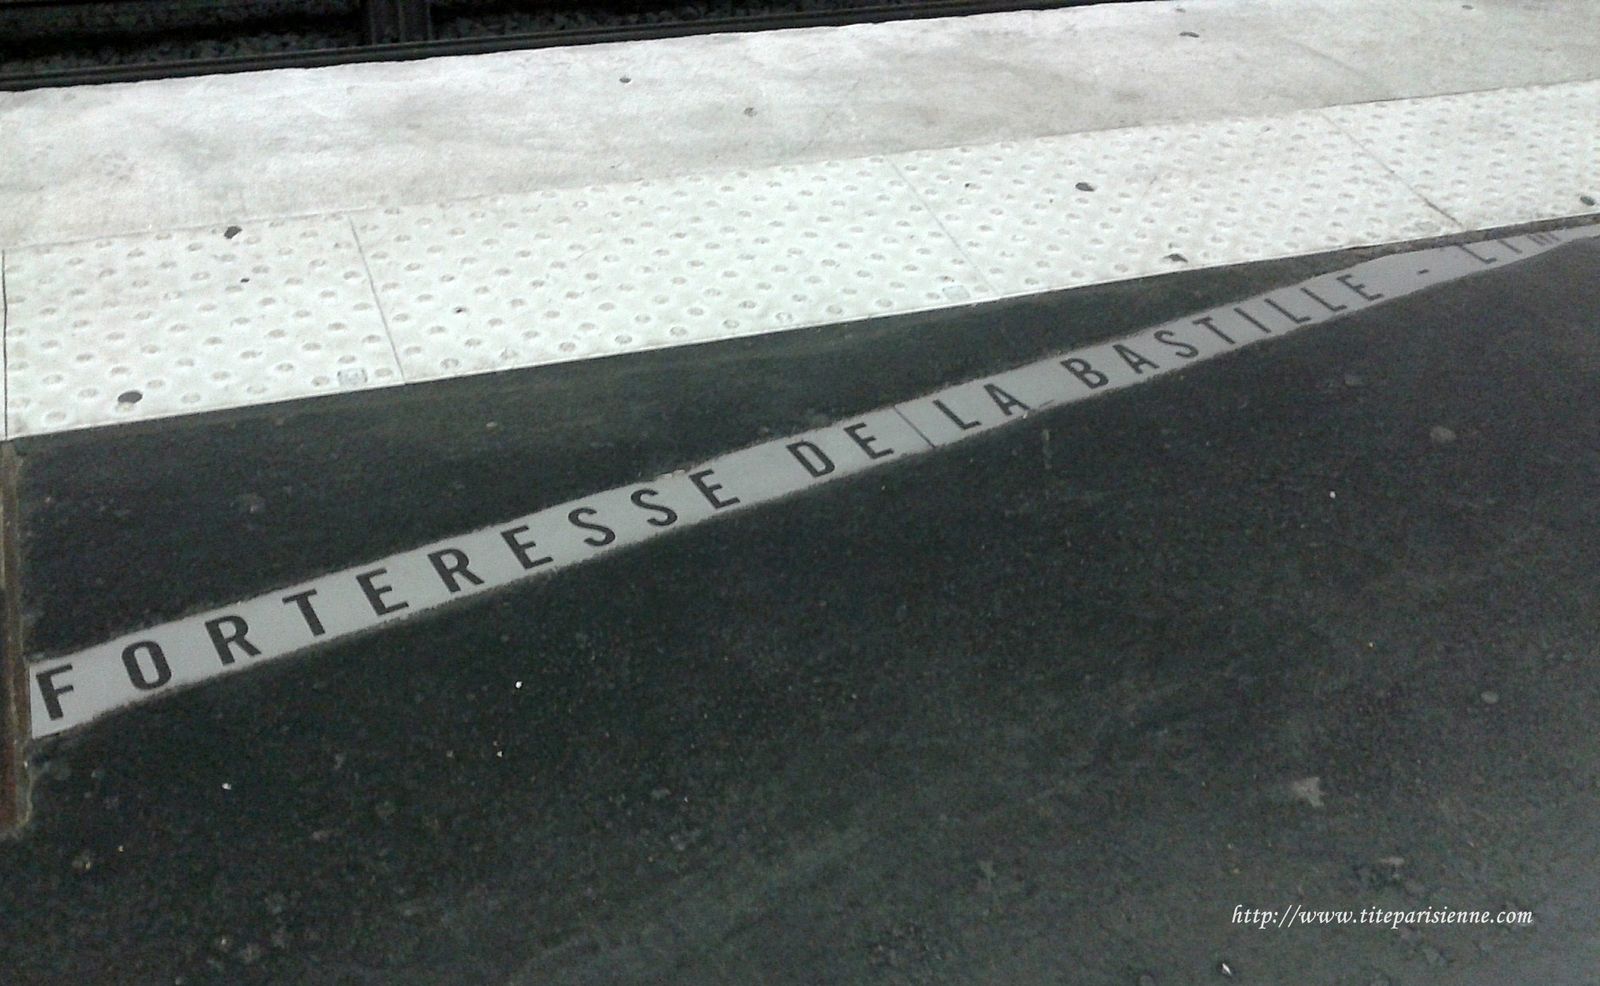 FORTERESSE DE LA BASTILLE -
http://www.titeparisienne.com